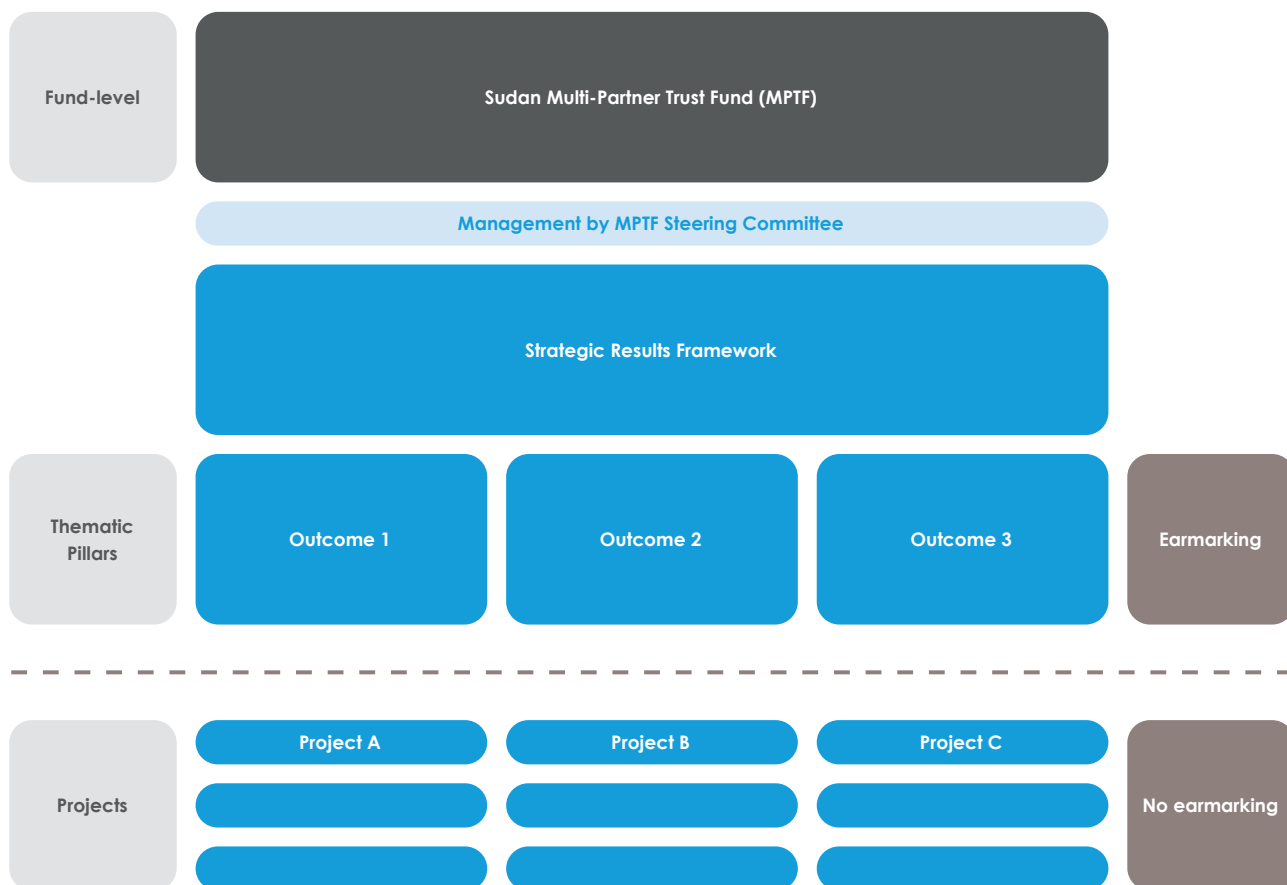 Fund-level
Sudan Multi-Partner Trust Fund (MPTF)
Management by MPTF Steering Committee
Strategic Results Framework
Thematic
Pillars
Outcome 1
Outcome 2
Outcome 3
Earmarking
Projects
Project A
Project B
Project C
No earmarking